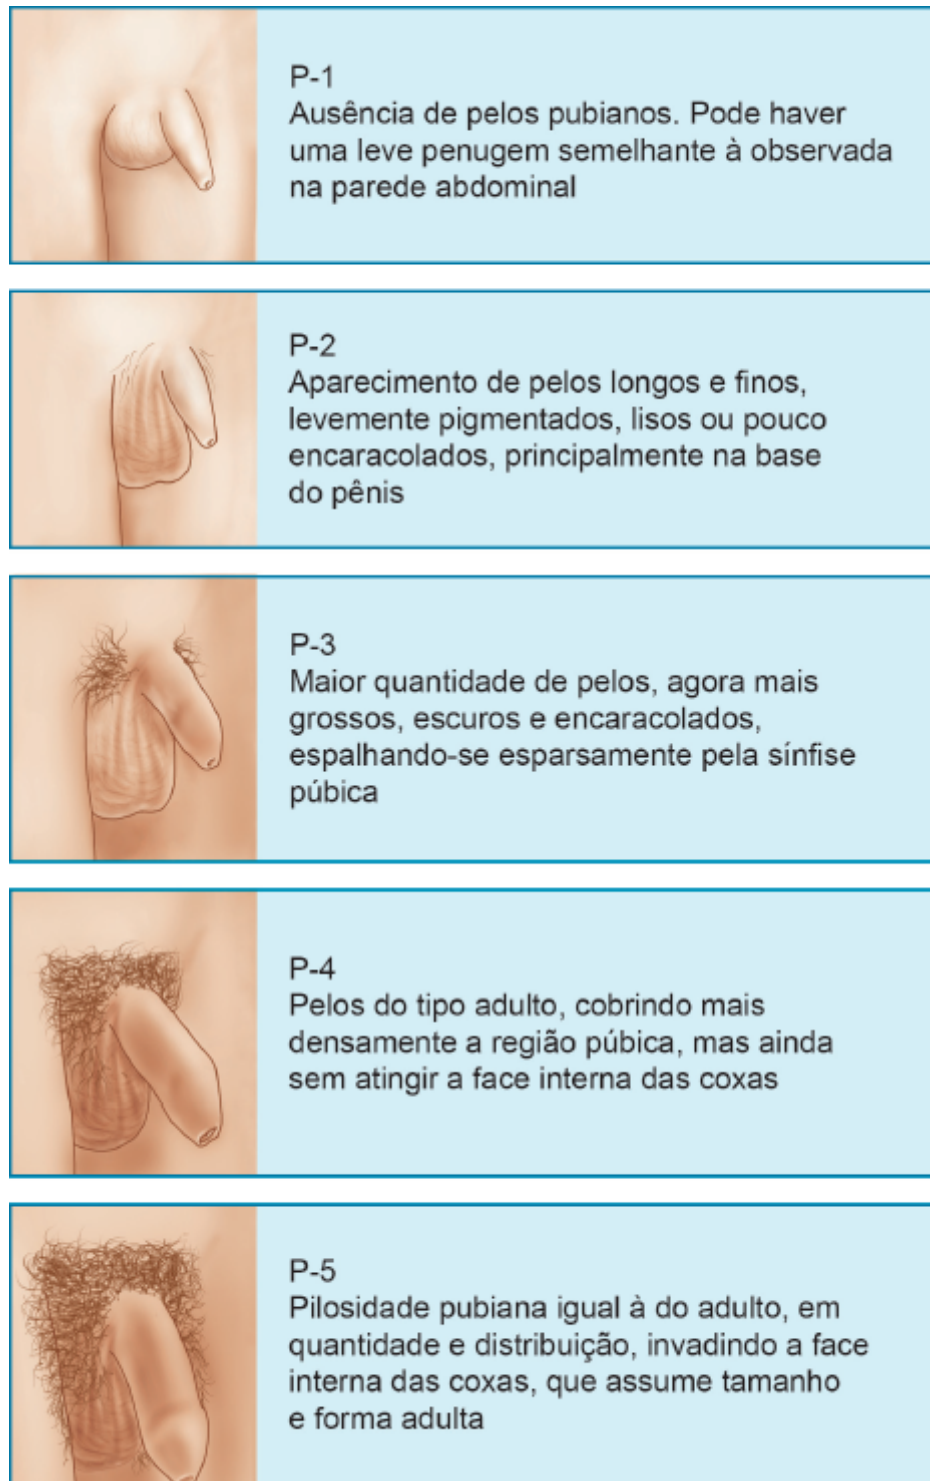 P-1
Ausência de pelos pubianos. Pode haver
uma leve penugem semelhante à observada
na parede abdominal
P-2
Aparecimento de pelos longos e finos,
levemente pigmentados, lisos ou pouco
encaracolados, principalmente na base
do pênis
P-3
Maior quantidade de pelos, agora mais
grossos, escuros e encaracolados,
espalhando-se esparsamente pela sínfise
púbica
P-4
Pelos do tipo adulto, cobrindo mais
densamente a região púbica, mas ainda
sem atingir a face interna das coxas
P-5
Pilosidade pubiana igual à do adulto, em
quantidade e distribuição, invadindo a face
interna das coxas, que assume tamanho
e forma adulta